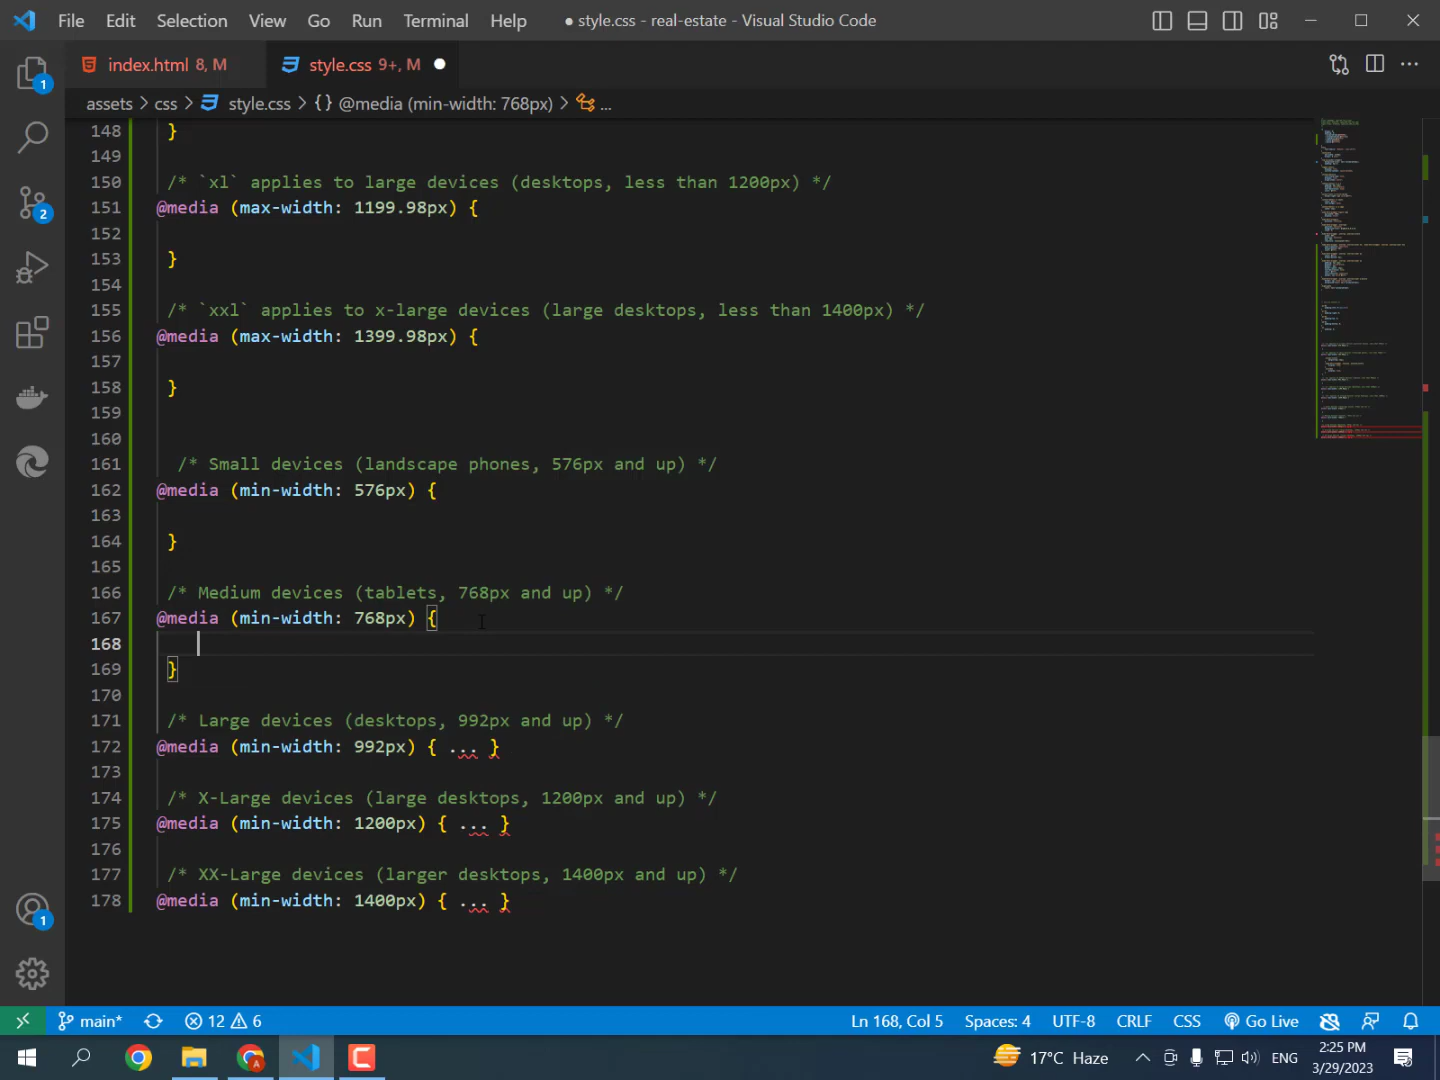 File Edit Selection View Go Run Terminal Help ● style.css - real-estate - Visual Studio Code
index.html 8, M style.css 9+, M ●
assets > css > style.css > {} @media (min-width: 768px) > ...
148 }
149
150 /* `xl` applies to large devices (desktops, less than 1200px) */
151 @media (max-width: 1199.98px) {
152
153 }
154
155 /* `xxl` applies to x-large devices (large desktops, less than 1400px) */
156 @media (max-width: 1399.98px) {
157
158 }
159
160
161 /* Small devices (landscape phones, 576px and up) */
162 @media (min-width: 576px) {
163
164 }
165
166 /* Medium devices (tablets, 768px and up) */
167 @media (min-width: 768px) {
168
169 }
170
171 /* Large devices (desktops, 992px and up) */
172 @media (min-width: 992px) { ... }
173
174 /* X-Large devices (large desktops, 1200px and up) */
175 @media (min-width: 1200px) { ... }
176
177 /* XX-Large devices (larger desktops, 1400px and up) */
178 @media (min-width: 1400px) { ... }
1
2
1
main* 12 6 Ln 168, Col 5 Spaces: 4 UTF-8 CRLF CSS Go Live
17°C Haze ENG 2:25 PM
3/29/2023